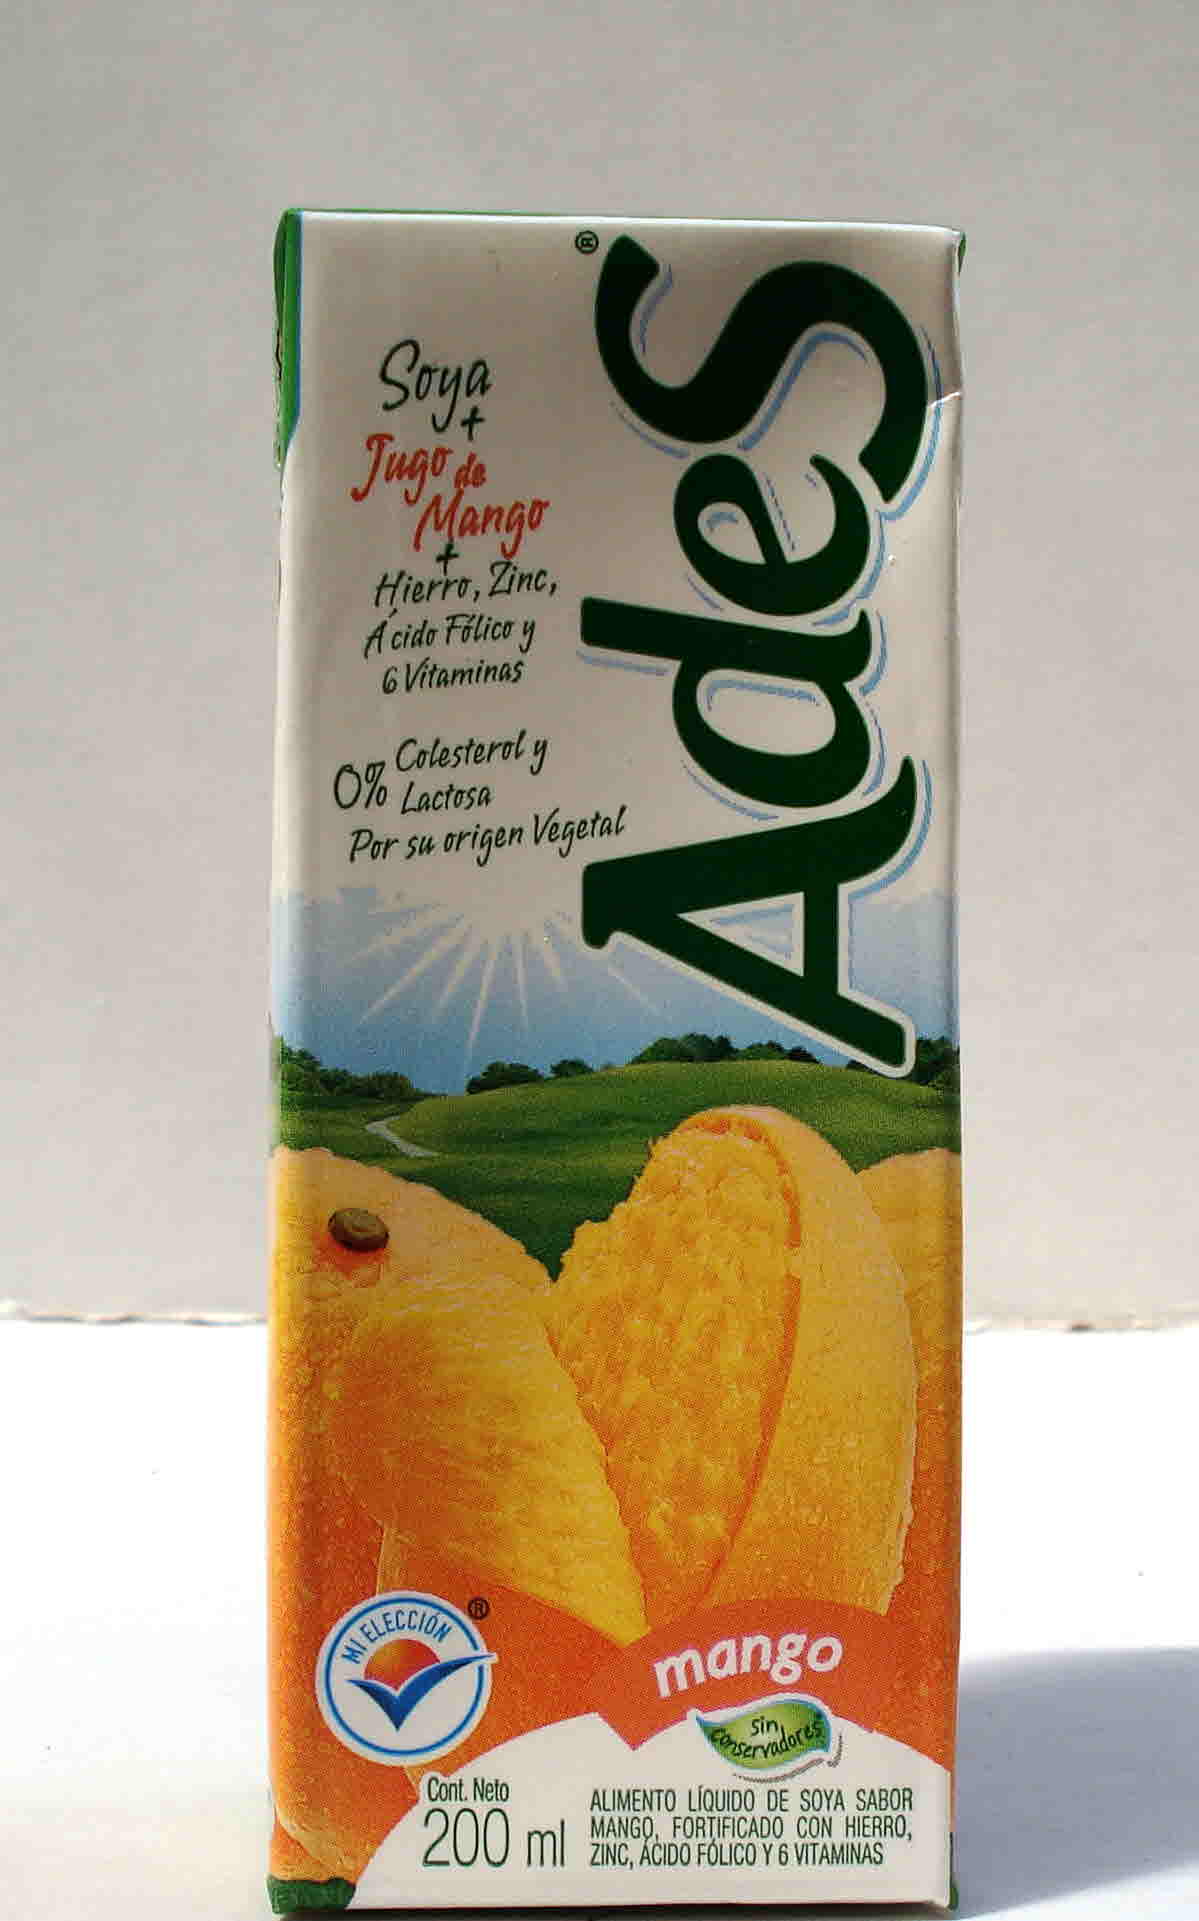 ®
AdeS
Soya
+
Jugo de
Mango
+
Hierro, Zinc,
Ácido Fólico y
6 Vitaminas
0% Colesterol y
Lactosa
Por su origen Vegetal
MI ELECCIÓN ®
mango
Sin
conservadores
Cont. Neto
200 ml
ALIMENTO LÍQUIDO DE SOYA SABOR
MANGO, FORTIFICADO CON HIERRO,
ZINC, ÁCIDO FÓLICO Y 6 VITAMINAS